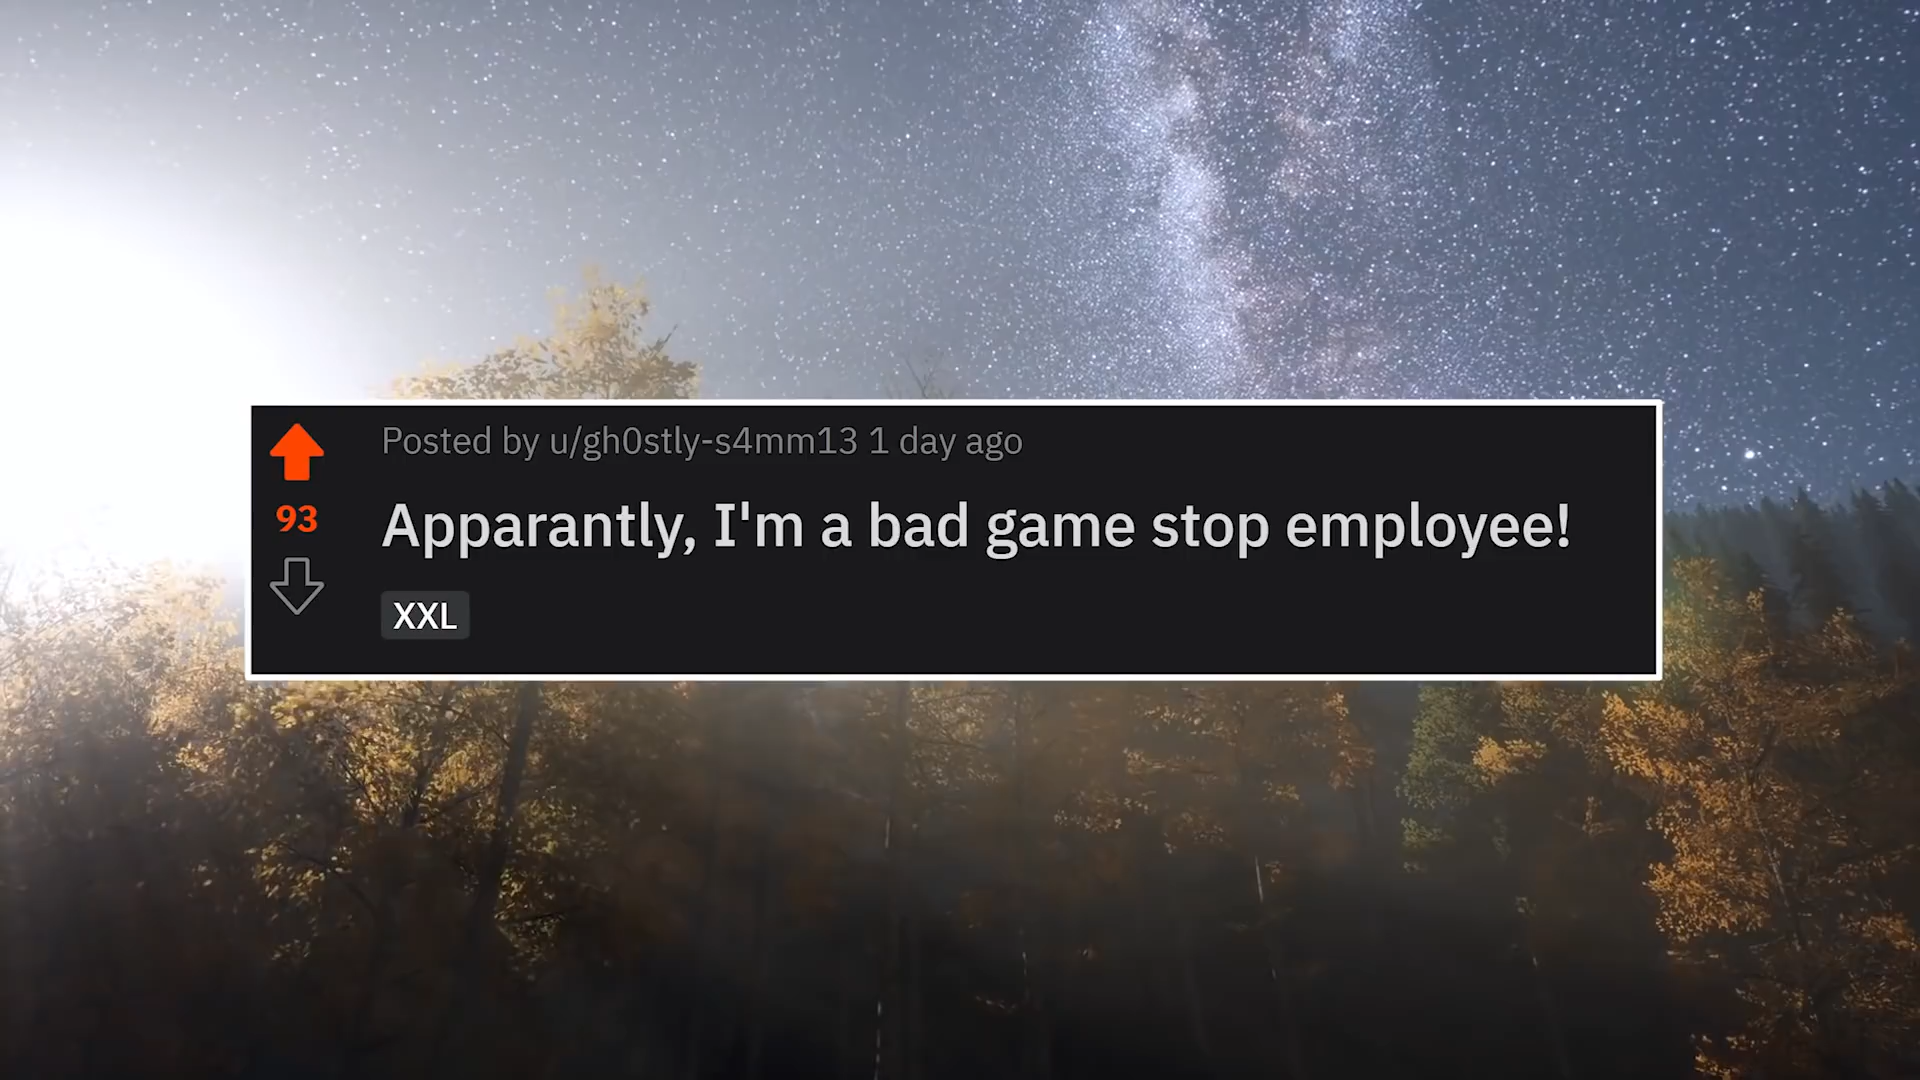 Posted by u/gh0stly-s4mm13 1 day ago
93
Apparantly, I'm a bad game stop employee!
XXL